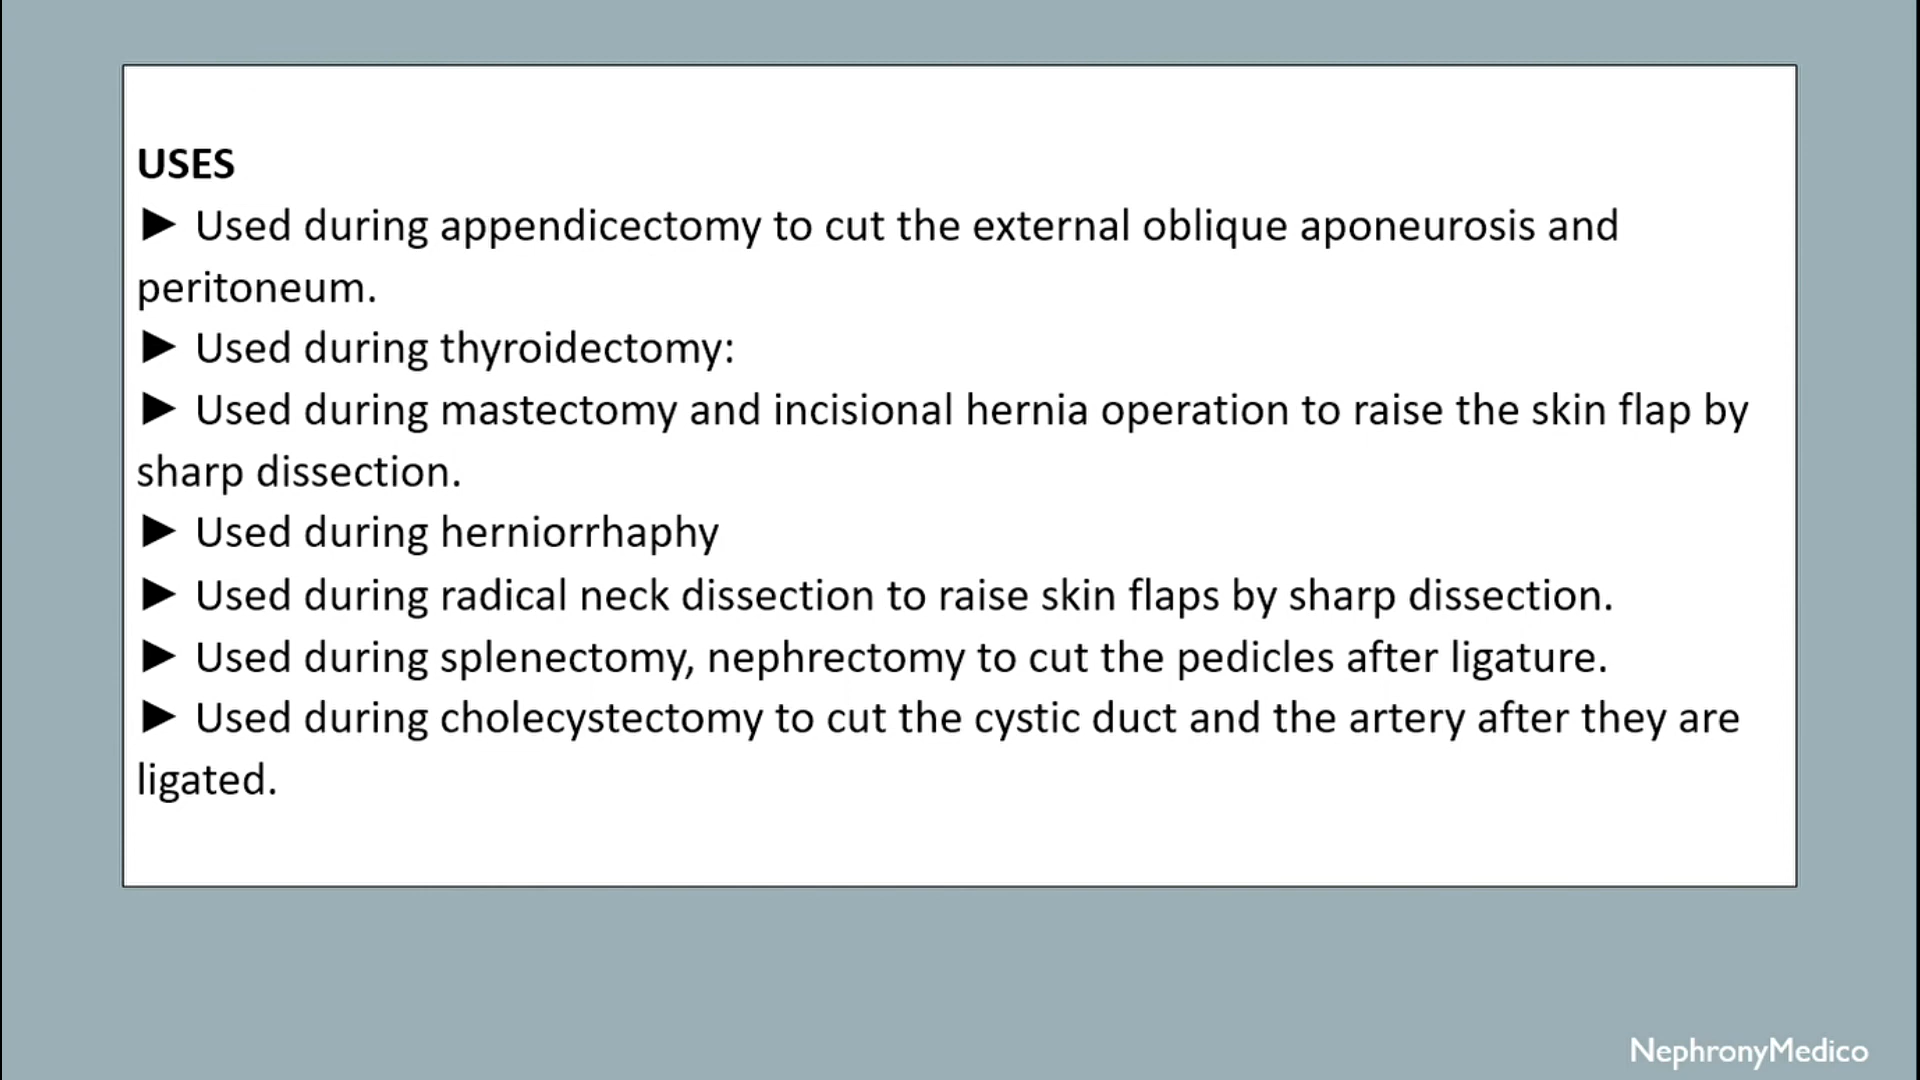 USES
► Used during appendicectomy to cut the external oblique aponeurosis and
peritoneum.
► Used during thyroidectomy:
► Used during mastectomy and incisional hernia operation to raise the skin flap by
sharp dissection.
► Used during herniorrhaphy
► Used during radical neck dissection to raise skin flaps by sharp dissection.
► Used during splenectomy, nephrectomy to cut the pedicles after ligature.
► Used during cholecystectomy to cut the cystic duct and the artery after they are
ligated.
NephronyMedico